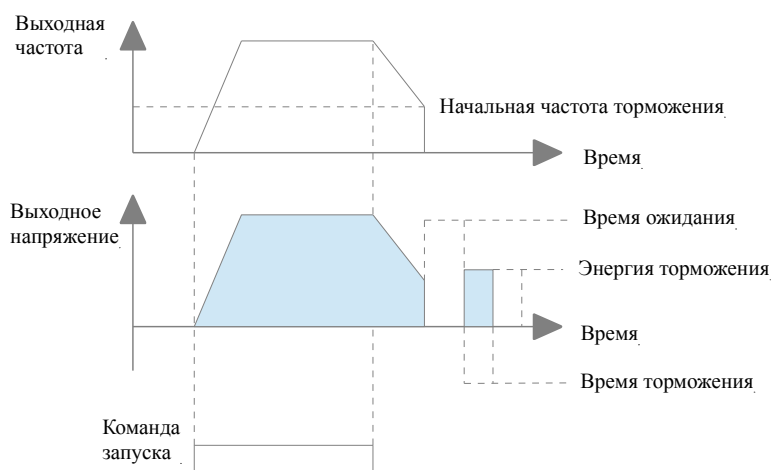 Выходная
частота
Начальная частота торможения
Время
Выходное
напряжение
Время ожидания
Энергия торможения
Время
Время торможения
Команда
запуска